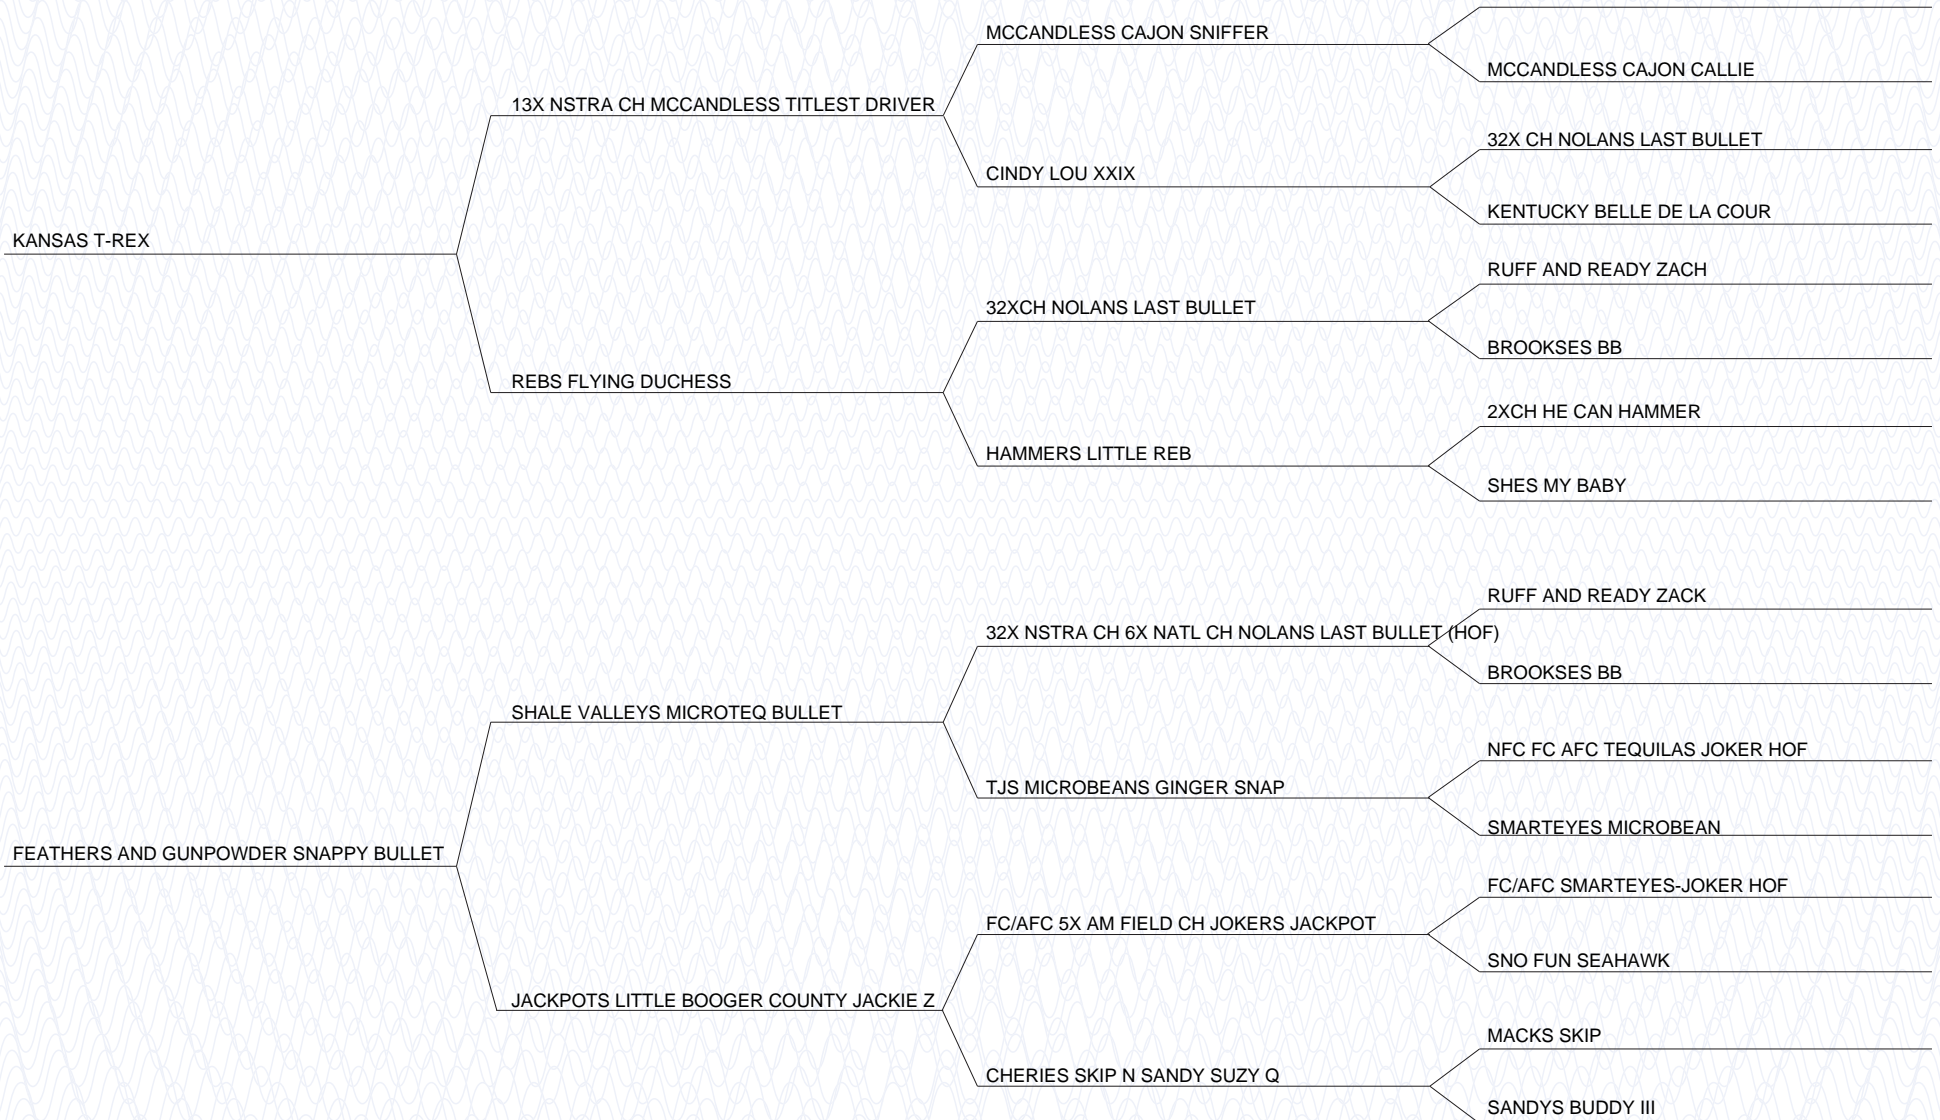 KANSAS T-REX
13X NSTRA CH MCCANDLESS TITLEST DRIVER
MCCANDLESS CAJON SNIFFER
MCCANDLESS CAJON CALLIE
CINDY LOU XXIX
32X CH NOLANS LAST BULLET
KENTUCKY BELLE DE LA COUR
REBS FLYING DUCHESS
32XCH NOLANS LAST BULLET
RUFF AND READY ZACH
BROOKSES BB
HAMMERS LITTLE REB
2XCH HE CAN HAMMER
SHES MY BABY
FEATHERS AND GUNPOWDER SNAPPY BULLET
SHALE VALLEYS MICROTEQ BULLET
32X NSTRA CH 6X NATL CH NOLANS LAST BULLET (HOF)
RUFF AND READY ZACK
BROOKSES BB
TJS MICROBEANS GINGER SNAP
NFC FC AFC TEQUILAS JOKER HOF
SMARTEYES MICROBEAN
JACKPOTS LITTLE BOOGER COUNTY JACKIE Z
FC/AFC 5X AM FIELD CH JOKERS JACKPOT
FC/AFC SMARTEYES-JOKER HOF
SNO FUN SEAHAWK
CHERIES SKIP N SANDY SUZY Q
MACKS SKIP
SANDYS BUDDY III